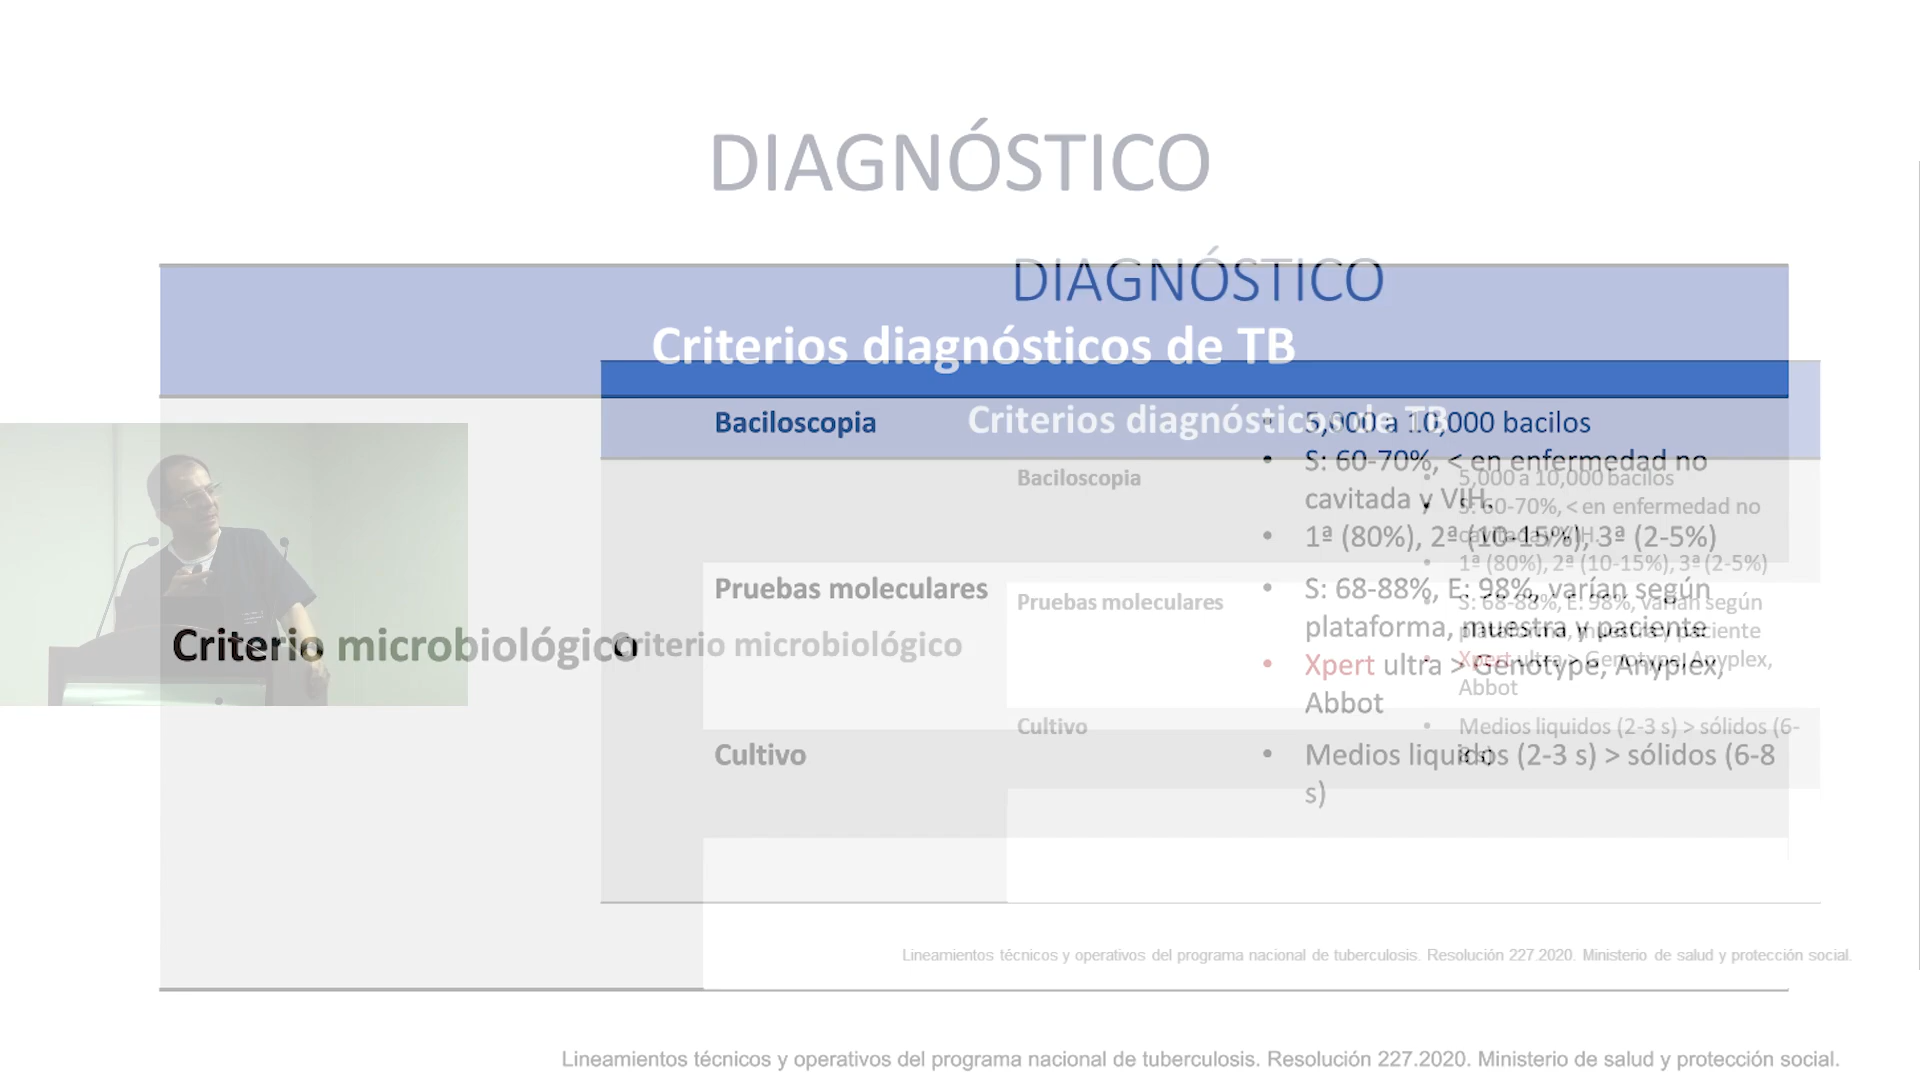 DIAGNÓSTICO
Criterios diagnósticos de TB
Criterio microbiológico
Baciloscopia
• 5,000 a 10,000 bacilos
• S: 60-70%, < en enfermedad no
cavitada y VIH.
• 1ª (80%), 2ª (10-15%), 3ª (2-5%)
Pruebas moleculares
• S: 68-88%, E: 98%, varían según
plataforma, muestra y paciente
• Xpert ultra > Genotype, Anyplex,
Abbot
Cultivo
• Medios liquidos (2-3 s) > sólidos (6-8
s)
Lineamientos técnicos y operativos del programa nacional de tuberculosis. Resolución 227.2020. Ministerio de salud y protección social.
DIAGNÓSTICO
Criterios diagnósticos de TB
Criterio microbiológico
Baciloscopia
• 5,000 a 10,000 bacilos
• S: 60-70%, < en enfermedad no
cavitada y VIH.
• 1ª (80%), 2ª (10-15%), 3ª (2-5%)
Pruebas moleculares
• S: 68-88%, E: 98%, varían según
plataforma, muestra y paciente
• Xpert ultra > Genotype, Anyplex,
Abbot
Cultivo
• Medios liquidos (2-3 s) > sólidos (6-
8 s)
Lineamientos técnicos y operativos del programa nacional de tuberculosis. Resolución 227.2020. Ministerio de salud y protección social.